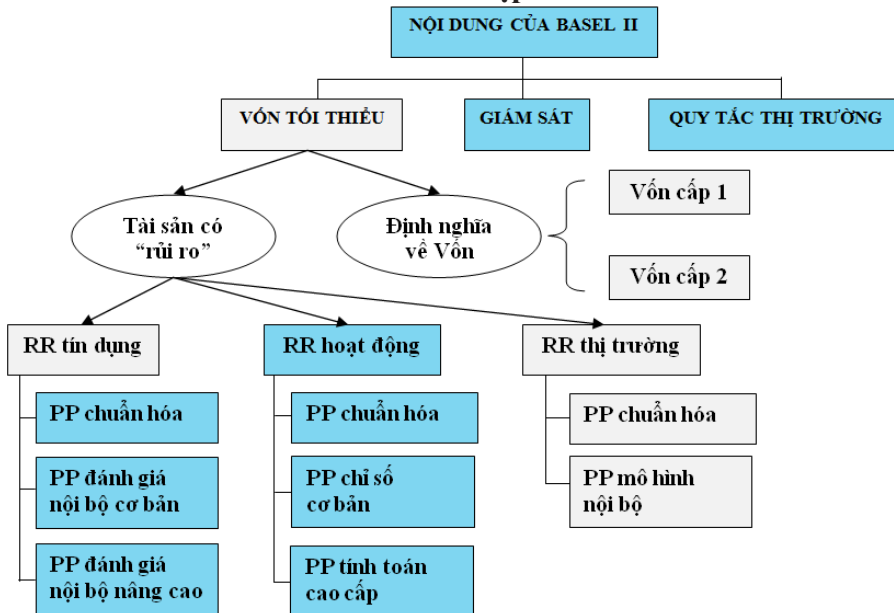 NỘI DUNG CỦA BASEL II
VỐN TỐI THIỂU
GIÁM SÁT
QUY TẮC THỊ TRƯỜNG
Tài sản có
“rủi ro”
Định nghĩa
về Vốn
Vốn cấp 1
Vốn cấp 2
RR tín dụng
RR hoạt động
RR thị trường
PP chuẩn hóa
PP chuẩn hóa
PP chuẩn hóa
PP đánh giá
nội bộ cơ bản
PP chỉ số
cơ bản
PP mô hình
nội bộ
PP đánh giá
nội bộ nâng cao
PP tính toán
cao cấp